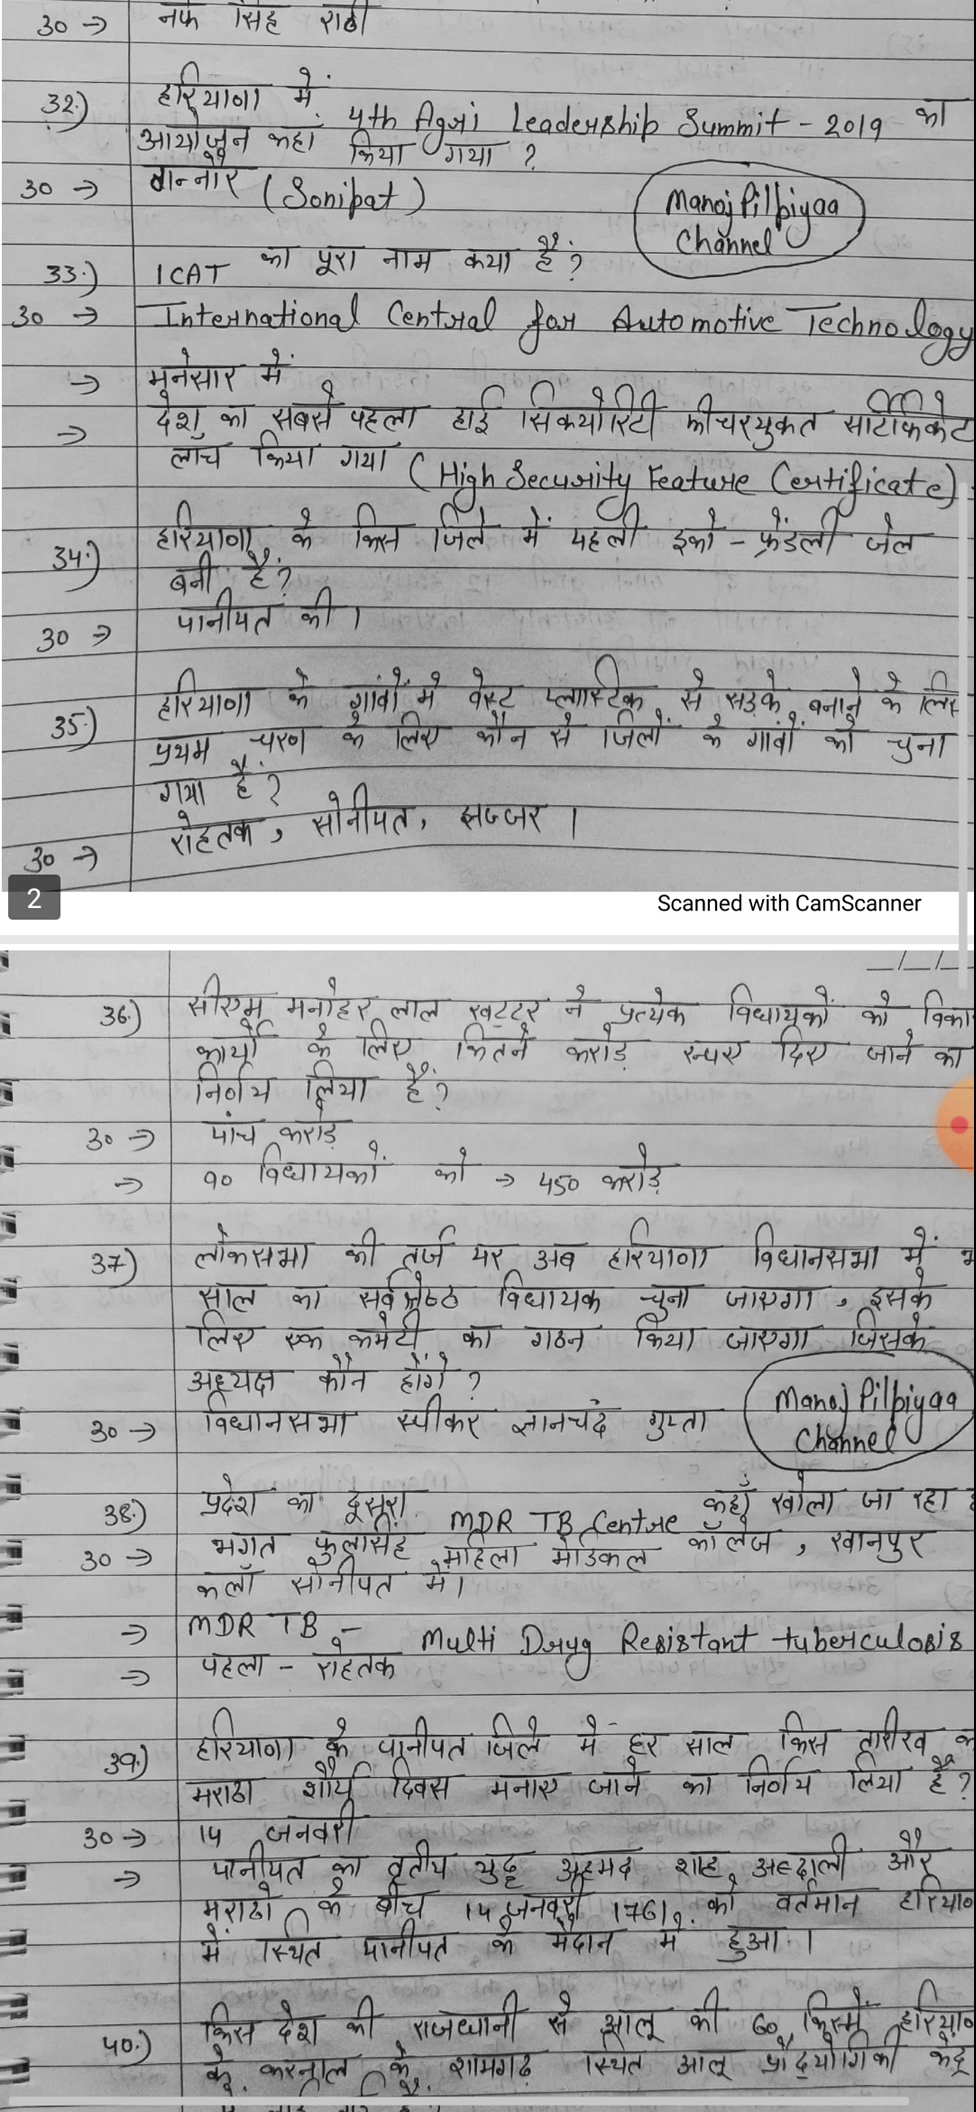 30 → नफे सिंह राठी
32.) हरियाणा में 4th Agri Leadership Summit - 2019 का
आयोजन कहां किया गया ?
30 → गन्नौर (Sonipat)
Manoj Pilpiyaa
Channel
33.) ICAT का पूरा नाम क्या है ?
30 → International Central for Automotive Technology
→ मनेसार में
→ देश का सबसे पहला हाई सिक्योरिटी फीचरयुक्त सर्टिफिकेट
लांच किया गया (High Security Feature Certificate)
34.) हरियाणा के किस जिले में पहली इको - फ्रेंडली जेल
बनी है ?
30 → पानीपत की ।
35.) हरियाणा के गावों में वेस्ट प्लास्टिक से सड़के बनाने के लिए
प्रथम चरण के लिए कौन से जिलों के गावों को चुना
गया है ?
30 → रोहतक , सोनीपत , झज्जर ।
2
Scanned with CamScanner
36.) सीएम मनोहर लाल खट्टर ने प्रत्येक विधायकों को विका
कार्यों के लिए कितने करोड़ रुपए दिए जाने का
निर्णय लिया है ?
30 → पांच करोड़
→ 90 विधायकों को → 450 करोड़
37) लोकसभा की तर्ज पर अब हरियाणा विधानसभा में
साल का सर्वश्रेष्ठ विधायक चुना जाएगा , इसके
लिए एक कमेटी का गठन किया जाएगा जिसके
अध्यक्ष कौन होंगे ?
30 → विधानसभा स्पीकर ज्ञानचंद गुप्ता
Manoj Pilpiyaa
Channel
38.) प्रदेश का दूसरा MDR TB Centre कहाँ खोला जा रहा
30 → भगत फुलासिंह महिला मेडिकल कॉलेज , खानपुर
कलाँ सोनीपत में ।
→ MDR TB - Multi Drug Resistant tuberculosis
→ पहला - रोहतक
39.) हरियाणा के पानीपत जिले में हर साल किस तारीख
मराठा शौर्य दिवस मनाए जाने का निर्णय लिया है ?
30 → 14 जनवरी
→ पानीपत का तृतीय युद्ध अहमद शाह अब्दाली और
मराठों के बीच 14 जनवरी 1761 को वर्तमान हरिया
में स्थित पानीपत के मैदान में हुआ ।
40.) किस देश की राजधानी से आलू की 60 किस्में हरिया
के करनाल के शामगढ़ स्थित आलू प्रौद्योगिकी केंद्र